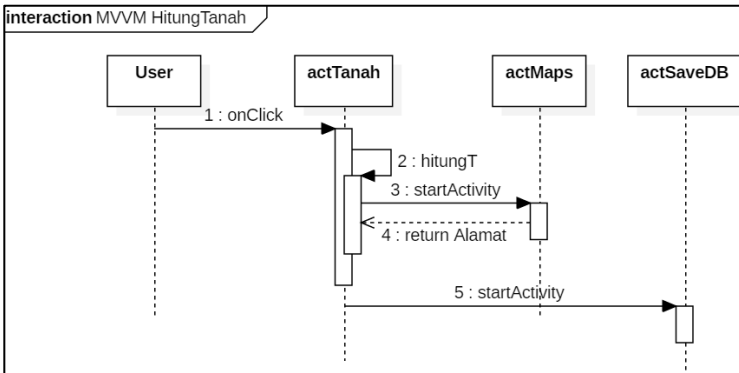 interaction MVVM HitungTanah
User
actTanah
actMaps
actSaveDB
1 : onClick
2 : hitungT
3 : startActivity
4 : return Alamat
5 : startActivity